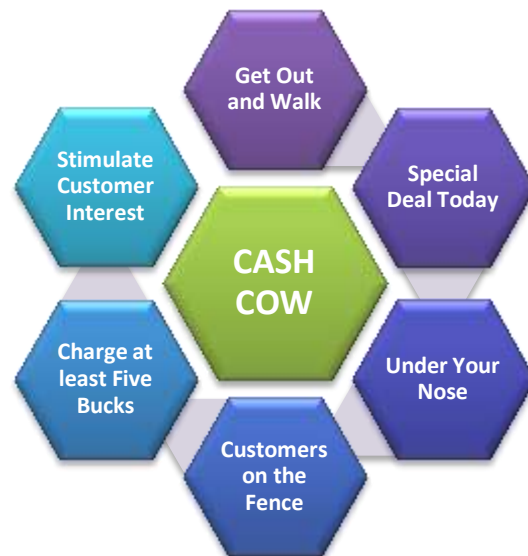 Get Out
and Walk
Special
Deal Today
Under Your
Nose
Customers
on the
Fence
Charge at
least Five
Bucks
Stimulate
Customer
Interest
CASH
COW